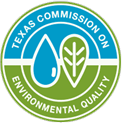 TEXAS COMMISSION ON
ENVIRONMENTAL QUALITY